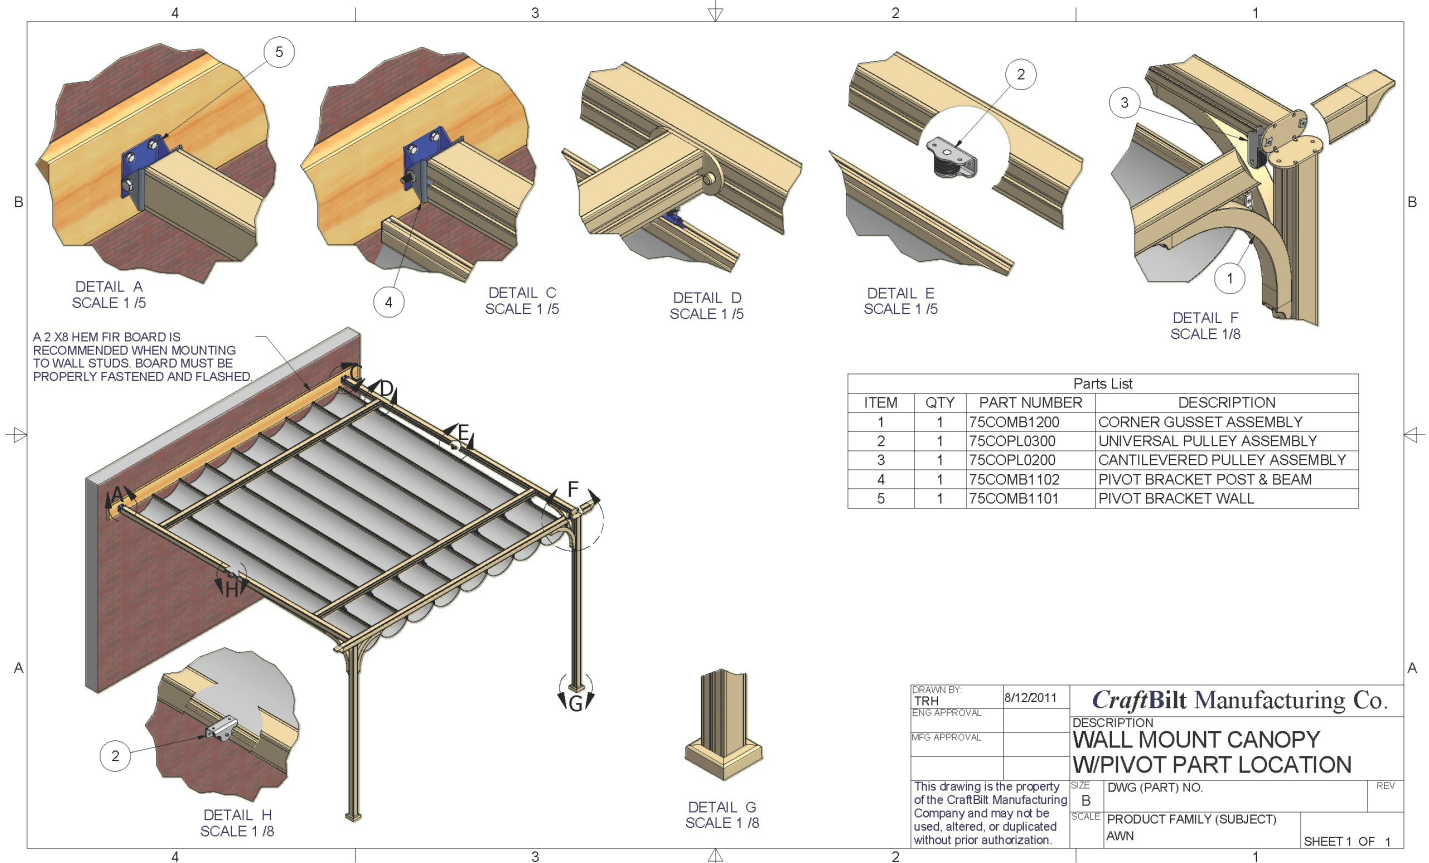 4 3 2 1
5
2
3
1
4
B B
DETAIL A
SCALE 1 /5
DETAIL C
SCALE 1 /5
DETAIL D
SCALE 1 /5
DETAIL E
SCALE 1 /5
DETAIL F
SCALE 1/8
A 2 X8 HEM FIR BOARD IS
RECOMMENDED WHEN MOUNTING
TO WALL STUDS. BOARD MUST BE
PROPERLY FASTENED AND FLASHED.
C
D
E
F
A
H
G
Parts List
ITEM QTY PART NUMBER DESCRIPTION
1 1 75COMB1200 CORNER GUSSET ASSEMBLY
2 1 75COPL0300 UNIVERSAL PULLEY ASSEMBLY
3 1 75COPL0200 CANTILEVERED PULLEY ASSEMBLY
4 1 75COMB1102 PIVOT BRACKET POST & BEAM
5 1 75COMB1101 PIVOT BRACKET WALL
A A
2
DETAIL H
SCALE 1 /8
DETAIL G
SCALE 1 /8
DRAWN BY:
TRH 8/12/2011
ENG APPROVAL
MFG APPROVAL
CraftBilt Manufacturing Co.
DESCRIPTION
WALL MOUNT CANOPY
W/PIVOT PART LOCATION
This drawing is the property
of the CraftBilt Manufacturing
Company and may not be
used, altered, or duplicated
without prior authorization.
SIZE
B
DWG (PART) NO.
REV
SCALE
PRODUCT FAMILY (SUBJECT)
AWN
SHEET 1 OF 1
4 3 2 1